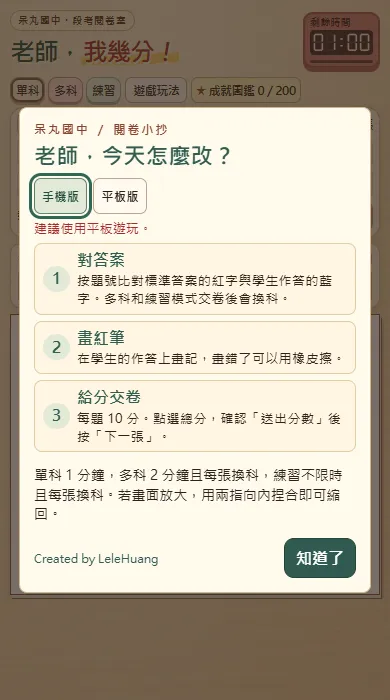 呆丸國中・段考閱卷室
老師・我幾分！
剩餘時間
01:00
單科
多科
練習
遊戲玩法
★ 成就圖鑑 0 / 200
呆丸國中 / 閱卷小抄
老師，今天怎麼改？
手機版
平板版
建議使用平板遊玩。
1
對答案
按題號比對標準答案的紅字與學生作答的藍
字。多科和練習模式交卷後會換科。
2
畫紅筆
在學生的作答上畫記，畫錯了可以用橡皮擦。
3
給分交卷
每題 10 分。點選總分，確認「送出分數」後
按「下一張」。
單科 1 分鐘，多科 2 分鐘且每張換科，練習不限時
且每張換科。若畫面放大，用兩指向內捏合即可縮
回。
Created by LeleHuang
知道了